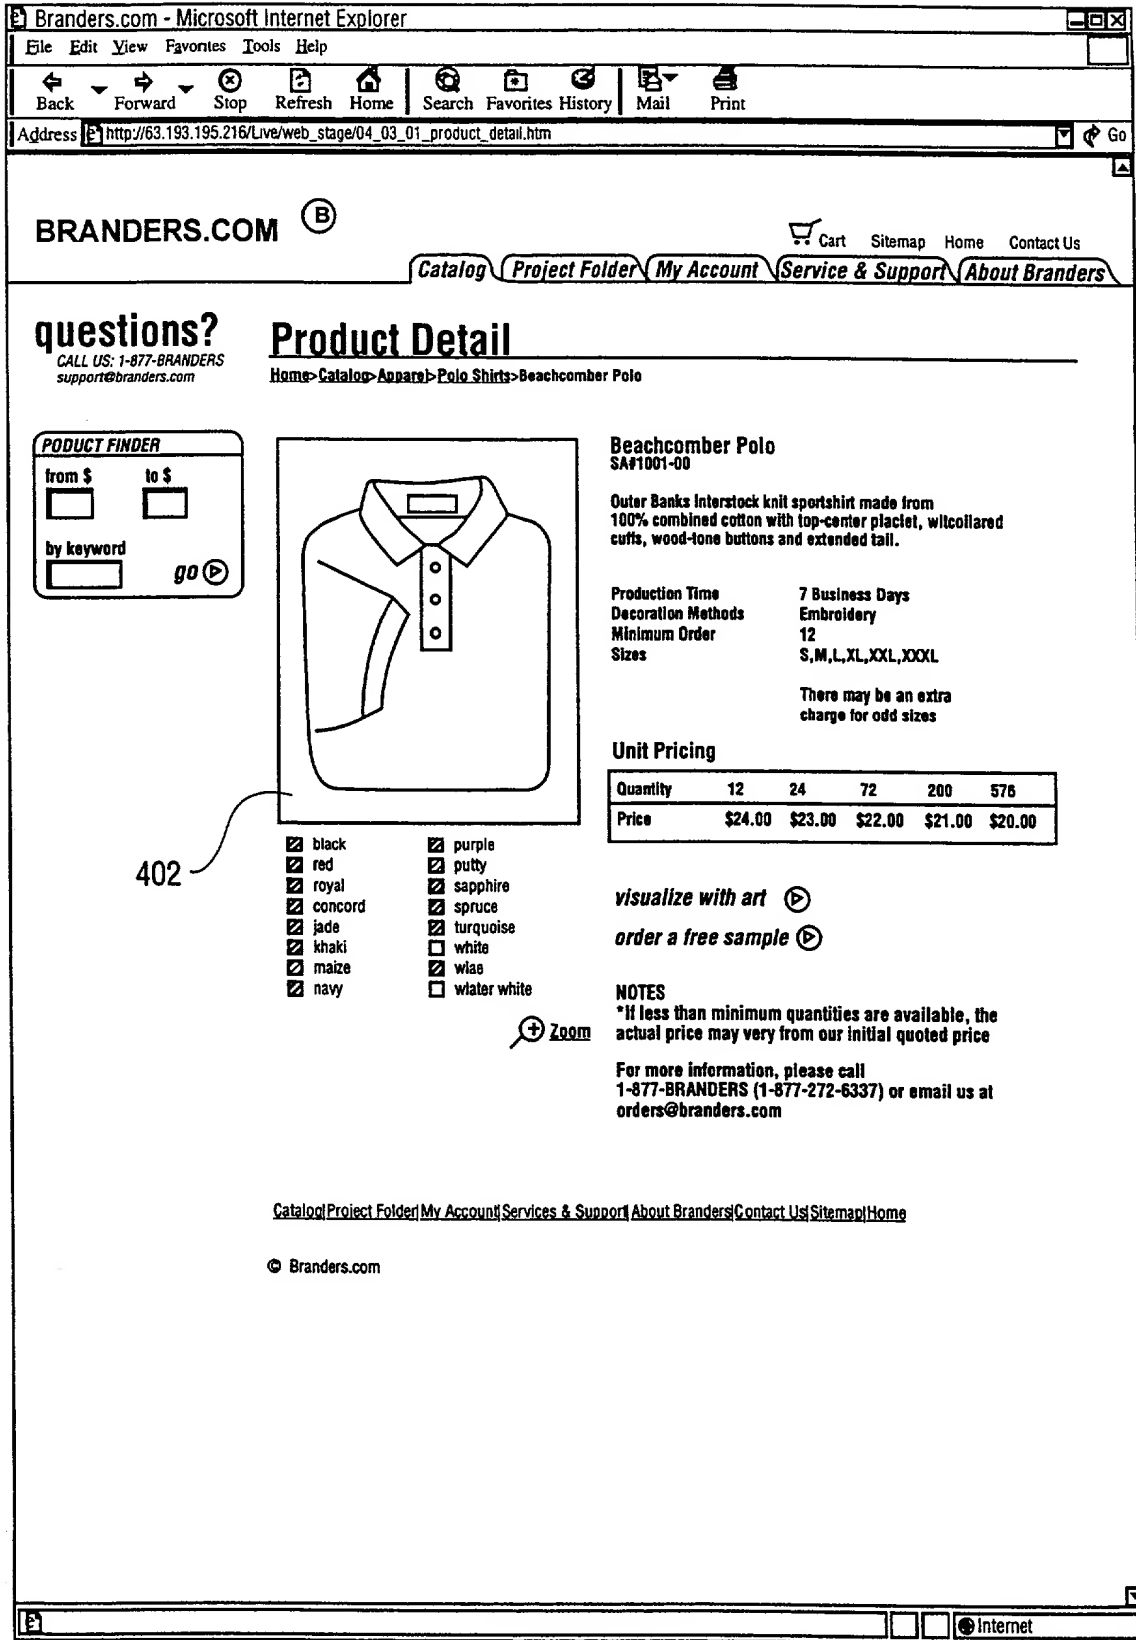 Branders.com - Microsoft Internet Explorer
File Edit View Favorites Tools Help
Back Forward Stop Refresh Home Search Favorites History Mail Print
Address http://63.193.195.216/Live/web_stage/04_03_01_product_detail.htm Go
BRANDERS.COM B
Cart Sitemap Home Contact Us
Catalog Project Folder My Account Service & Support About Branders
questions?
CALL US: 1-877-BRANDERS
support@branders.com
Product Detail
Home>Catalog>Apparel>Polo Shirts>Beachcomber Polo
PODUCT FINDER
from $ to $
by keyword
go
402
black
red
royal
concord
jade
khaki
maize
navy
purple
putty
sapphire
spruce
turquoise
white
wiae
wiater white
Zoom
Beachcomber Polo
SA#1001-00
Outer Banks Interstock knit sportshirt made from
100% combined cotton with top-center placlet, witcollared
cuffs, wood-tone buttons and extended tall.
Production Time 7 Business Days
Decoration Methods Embroidery
Minimum Order 12
Sizes S,M,L,XL,XXL,XXXL
There may be an extra
charge for odd sizes
Unit Pricing
Quantity 12 24 72 200 576
Price $24.00 $23.00 $22.00 $21.00 $20.00
visualize with art
order a free sample
NOTES
*If less than minimum quantities are available, the
actual price may very from our initial quoted price
For more information, please call
1-877-BRANDERS (1-877-272-6337) or email us at
orders@branders.com
Catalog|Project Folder|My Account|Services & Support|About Branders|Contact Us|Sitemap|Home
© Branders.com
Internet